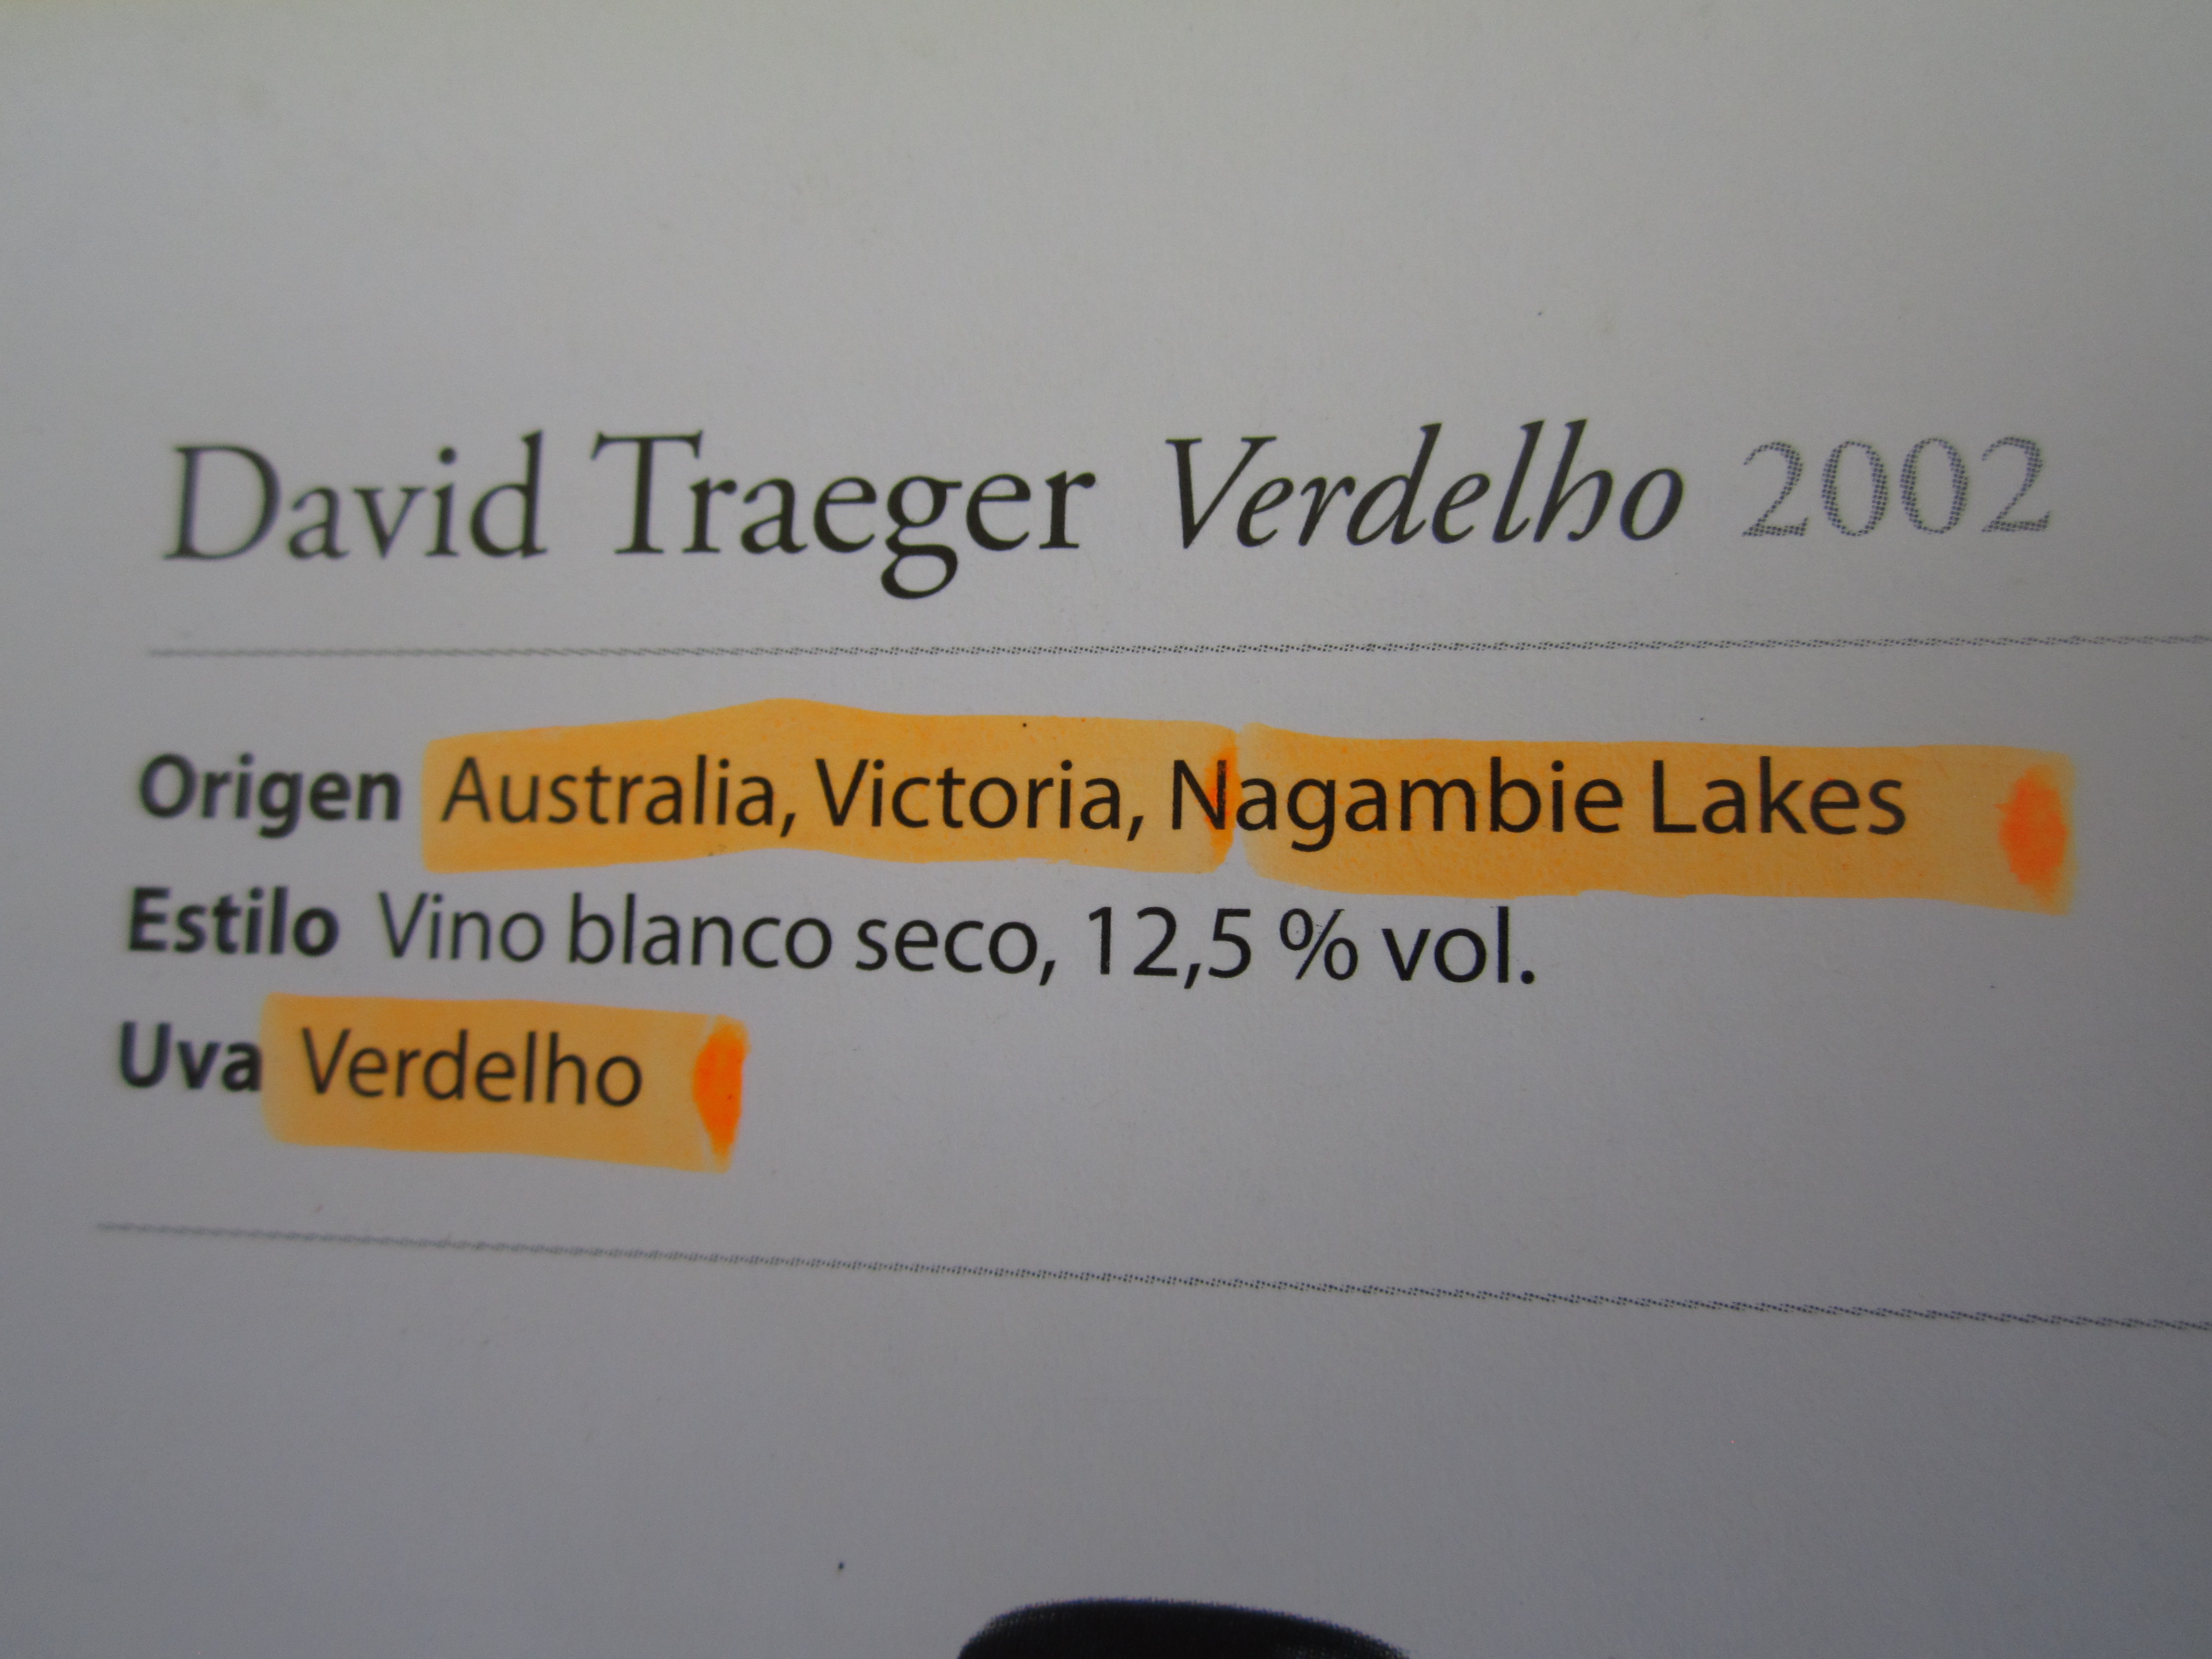 David Traeger Verdelho 2002
Origen Australia, Victoria, Nagambie Lakes
Estilo Vino blanco seco, 12,5 % vol.
Uva Verdelho